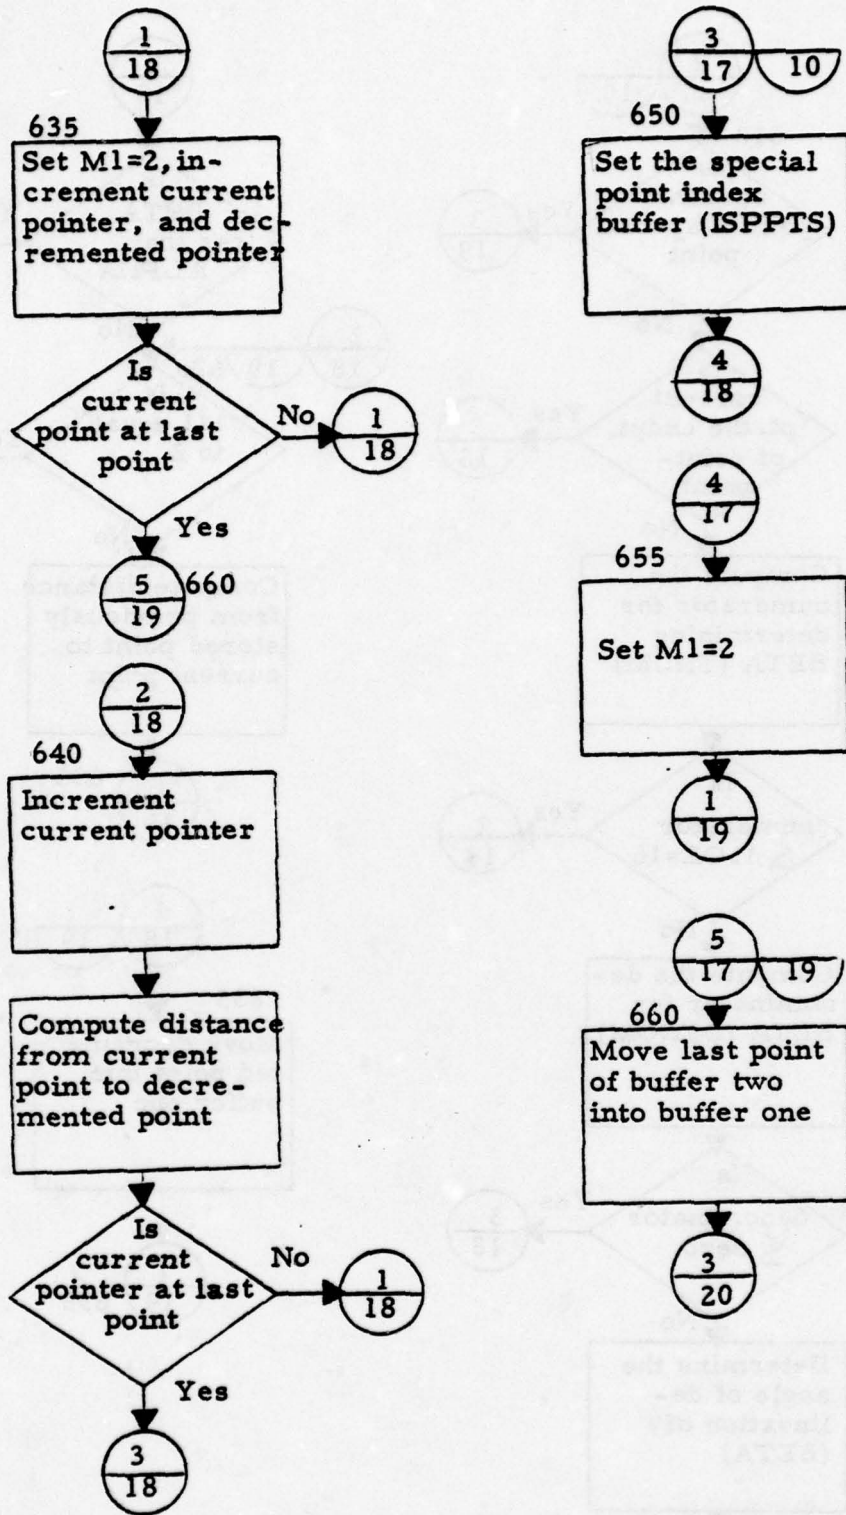 1
18
635
Set M1=2, in-
crement current
pointer, and dec-
remented pointer
Is
current
point at last
point
No
1
18
Yes
5
19
660
2
18
640
Increment
current pointer
Compute distance
from current
point to decre-
mented point
Is
current
pointer at last
point
No
1
18
Yes
3
18
3
17
10
650
Set the special
point index
buffer (ISPPTS)
4
18
4
17
655
Set M1=2
1
19
5
17
19
660
Move last point
of buffer two
into buffer one
3
20